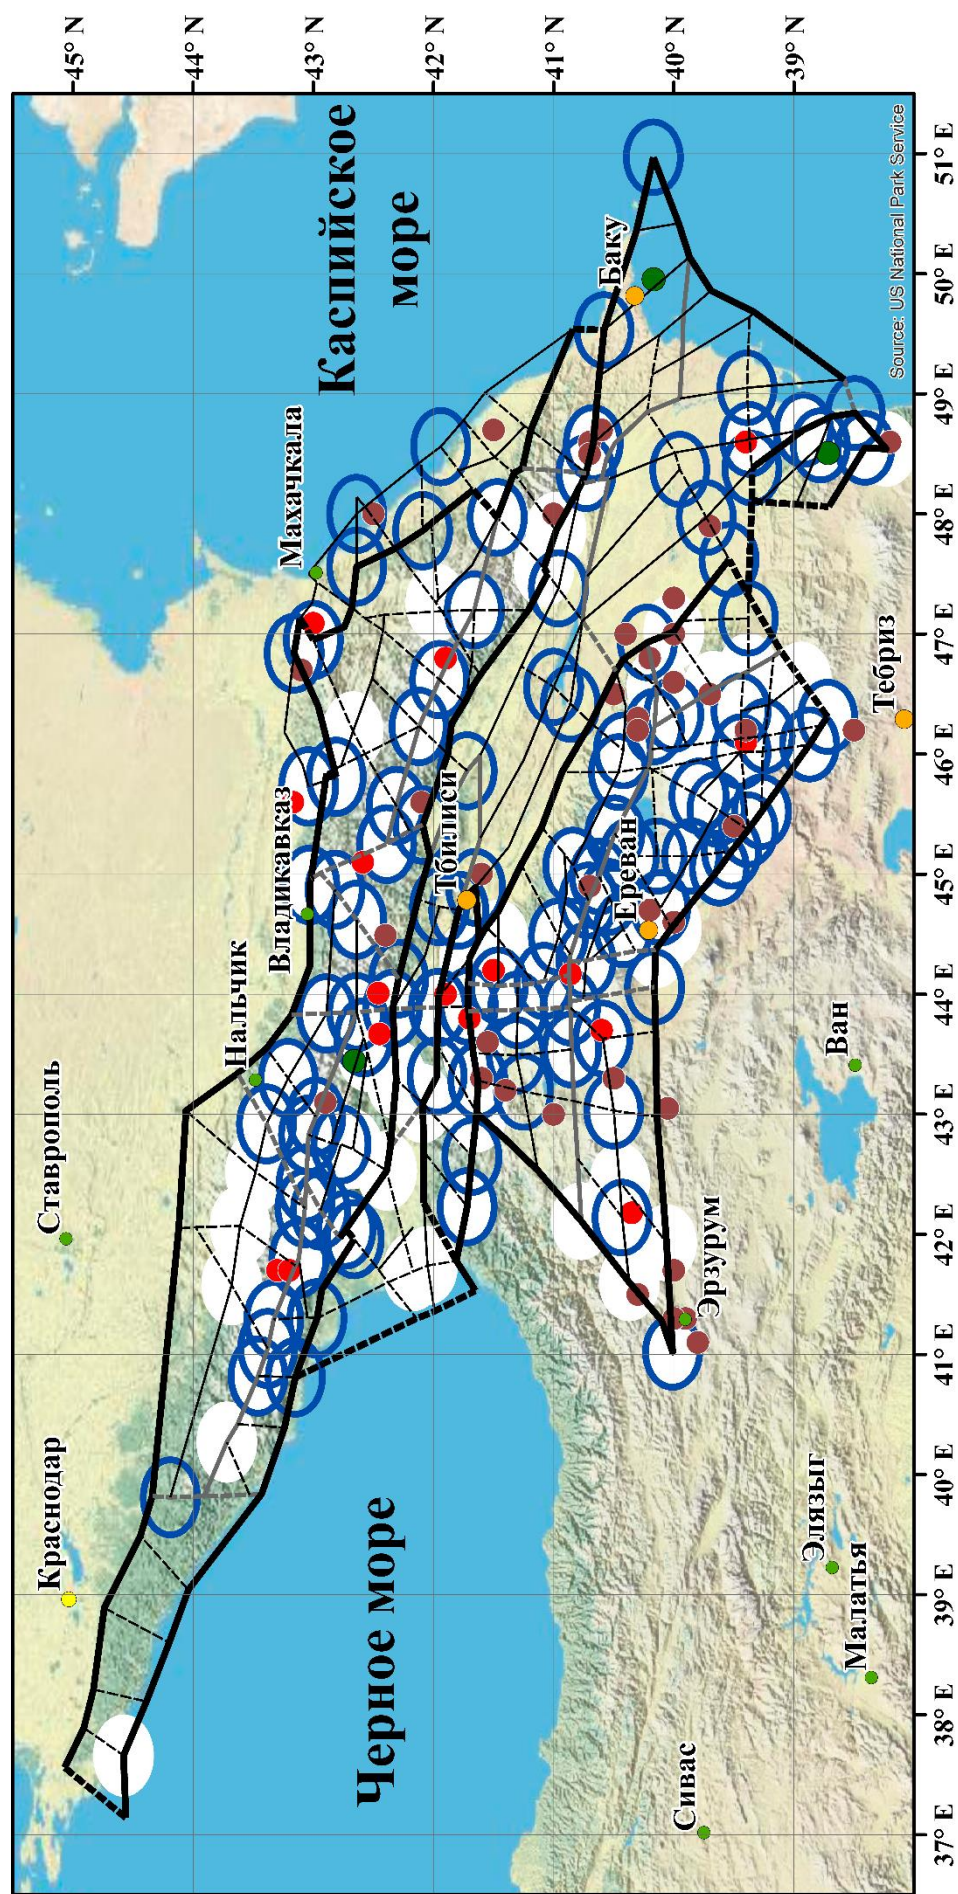 Каспийское
море
Черное море
Краснодар
Ставрополь
Нальчик
Владикавказ
Махачкала
Тбилиси
Баку
Ереван
Эрзурум
Ван
Тебриз
Сивас
Малатья
Элязыг
Source: US National Park Service
45° N
44° N
43° N
42° N
41° N
40° N
39° N
37° E
38° E
39° E
40° E
41° E
42° E
43° E
44° E
45° E
46° E
47° E
48° E
49° E
50° E
51° E